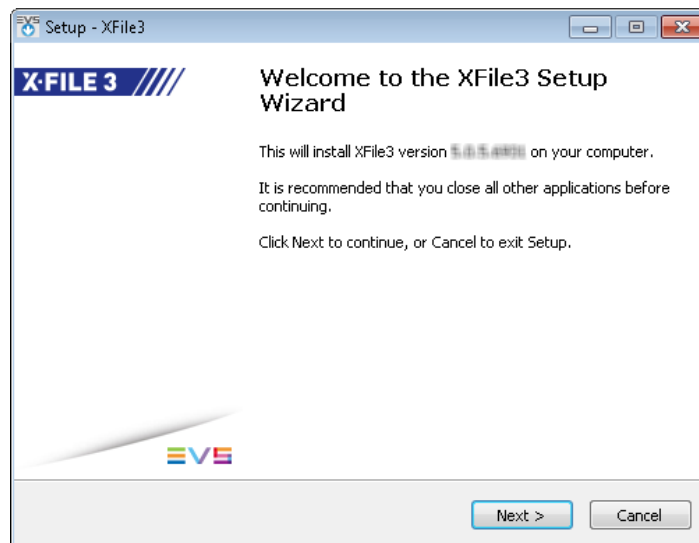 Setup - XFile3
X·FILE 3
Welcome to the XFile3 Setup
Wizard
This will install XFile3 version on your computer.
It is recommended that you close all other applications before
continuing.
Click Next to continue, or Cancel to exit Setup.
EVS
Next >
Cancel